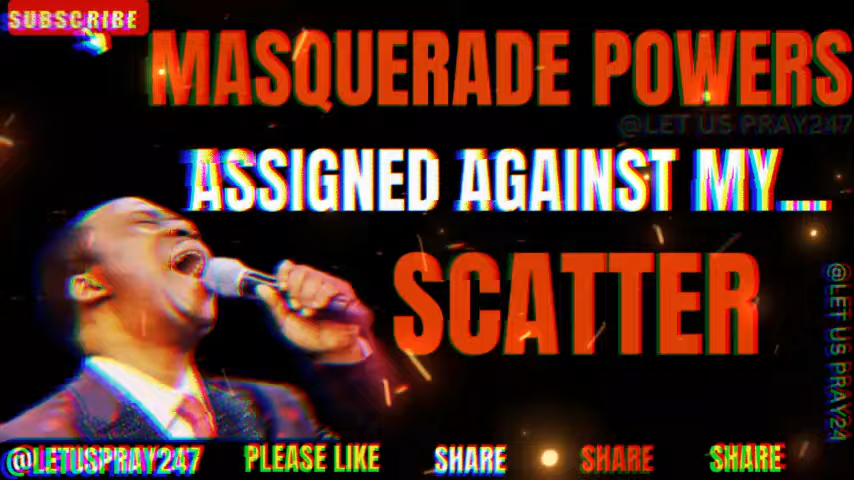 SUBSCRIBE
MASQUERADE POWERS
@LET US PRAY247
ASSIGNED AGAINST MY....
SCATTER
@LET US PRAY24
@LETUSPRAY247 PLEASE LIKE SHARE SHARE SHARE